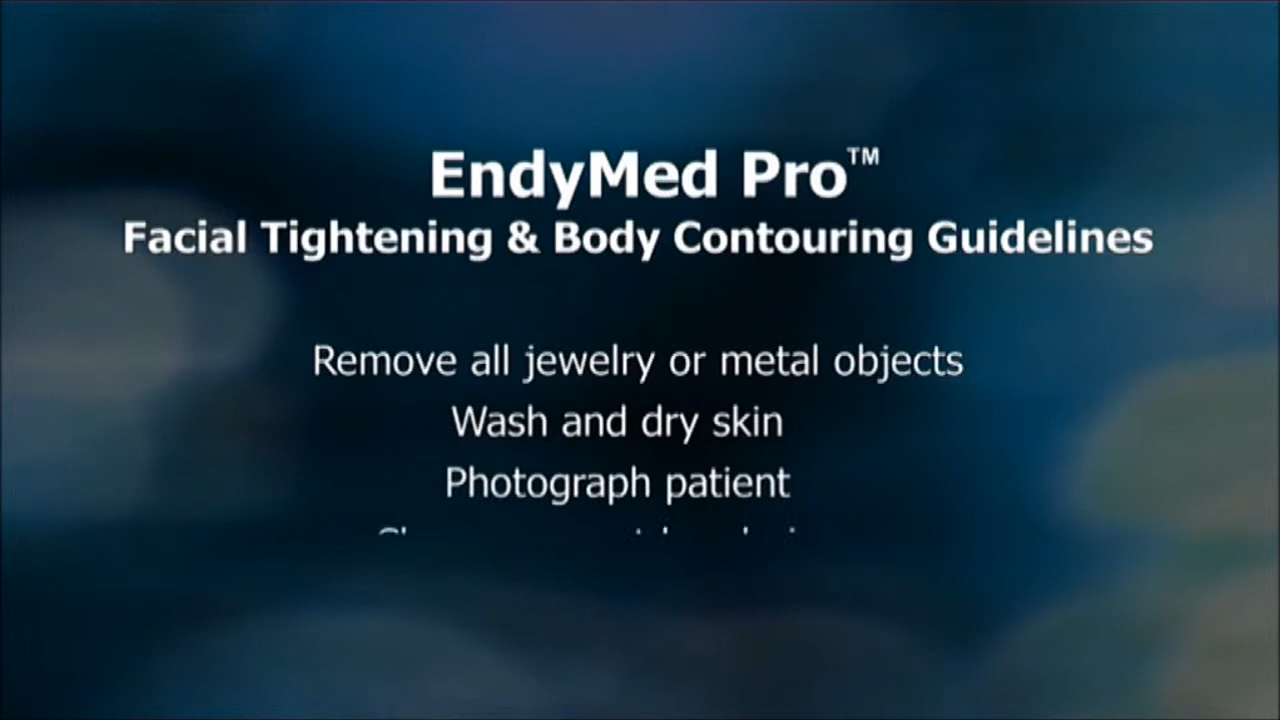 EndyMed Pro™
Facial Tightening & Body Contouring Guidelines
Remove all jewelry or metal objects
Wash and dry skin
Photograph patient